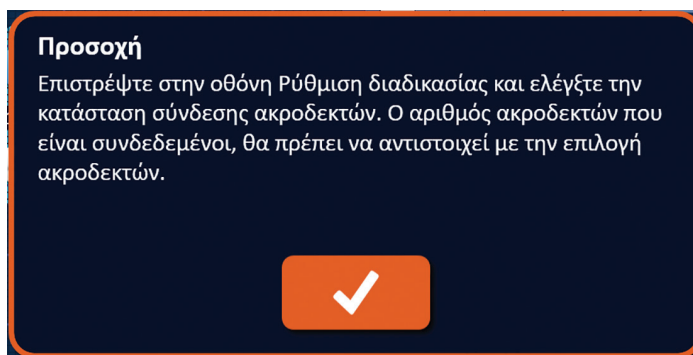 Προσοχή
Επιστρέψτε στην οθόνη Ρύθμιση διαδικασίας και ελέγξτε την
κατάσταση σύνδεσης ακροδεκτών. Ο αριθμός ακροδεκτών που
είναι συνδεδεμένοι, θα πρέπει να αντιστοιχεί με την επιλογή
ακροδεκτών.